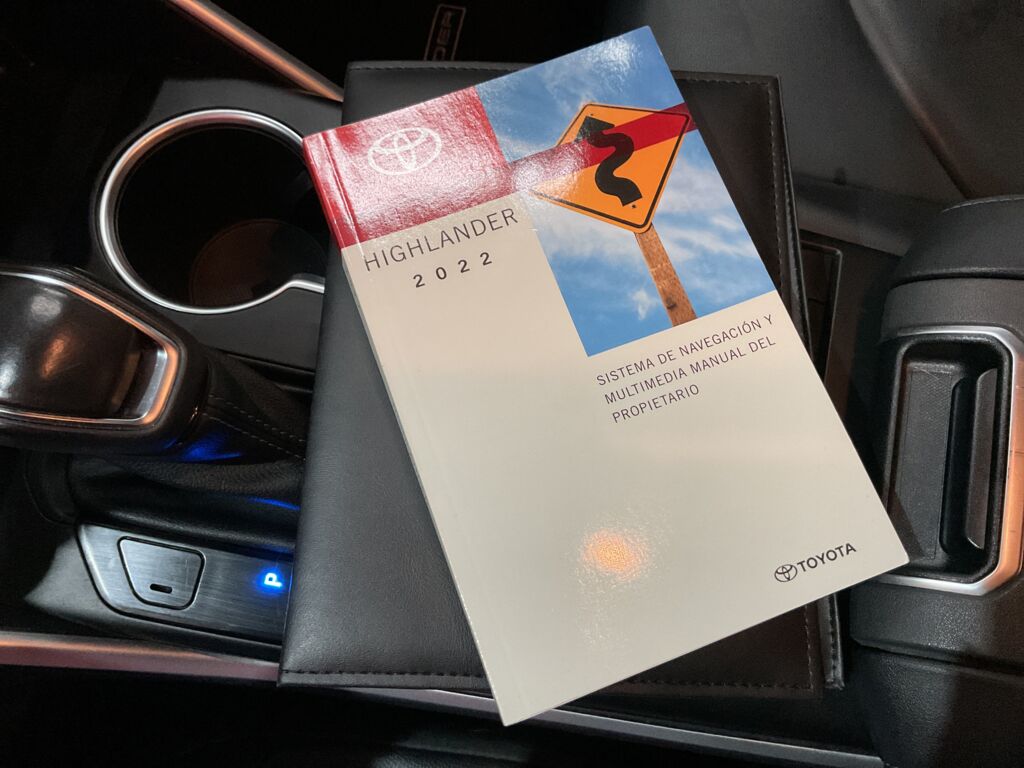 HIGHLANDER
2022
SISTEMA DE NAVEGACIÓN Y
MULTIMEDIA MANUAL DEL
PROPIETARIO
TOYOTA
P